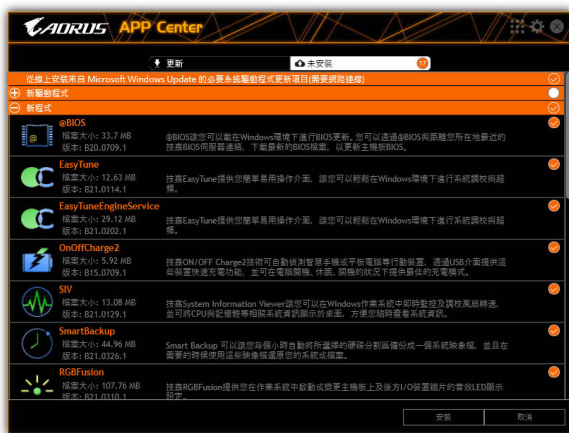 AORUS APP Center
更新
未安裝 17
從線上安裝來自 Microsoft Windows Update 的必要系統驅動程式更新項目(需要網路連線)
新驅動程式
新程式
@BIOS
檔案大小: 33.7 MB
版本: B20.0709.1
@BIOS讓您可以載在Windows環境下進行BIOS更新。您可以透過@BIOS與距離您所在地最近的
技嘉BIOS伺服器連結，下載最新的BIOS檔案，以更新主機板BIOS。
EasyTune
檔案大小: 12.63 MB
版本: B21.0114.1
技嘉EasyTune提供您簡單易用操作介面，讓您可以輕鬆在Windows環境下進行系統調校與超
頻。
EasyTuneEngineService
檔案大小: 29.12 MB
版本: B21.0202.1
技嘉EasyTune提供您簡單易用操作介面，讓您可以輕鬆在Windows環境下進行系統調校與超
頻。
OnOffCharge2
檔案大小: 5.92 MB
版本: B15.0709.1
技嘉ON/OFF Charge2技術可自動偵測智慧手機或平板電腦等行動裝置，透過USB介面提供這
些裝置快速充電功能，並可在電腦開機、休眠、關機的狀況下提供最佳的充電模式。
SIV
檔案大小: 13.08 MB
版本: B21.0129.1
技嘉System Information Viewer讓您可以在Windows作業系統中即時監控及調校風扇轉速，
並可將CPU與記憶體等相關系統資訊顯示於桌面，方便您隨時查看系統資訊。
SmartBackup
檔案大小: 44.96 MB
版本: B21.0326.1
Smart Backup 可以讓您每個小時自動將所選擇的硬碟分割區備份成一個系統映象檔，並且在
需要的時候使用這些映像檔還原您的系統或檔案。
RGBFusion
檔案大小: 107.76 MB
版本: B21.0310.1
技嘉RGBFusion提供您在作業系統中啟動或變更主機板上及後方I/O裝置鐵片的音效LED顯示
設定。
安裝
取消